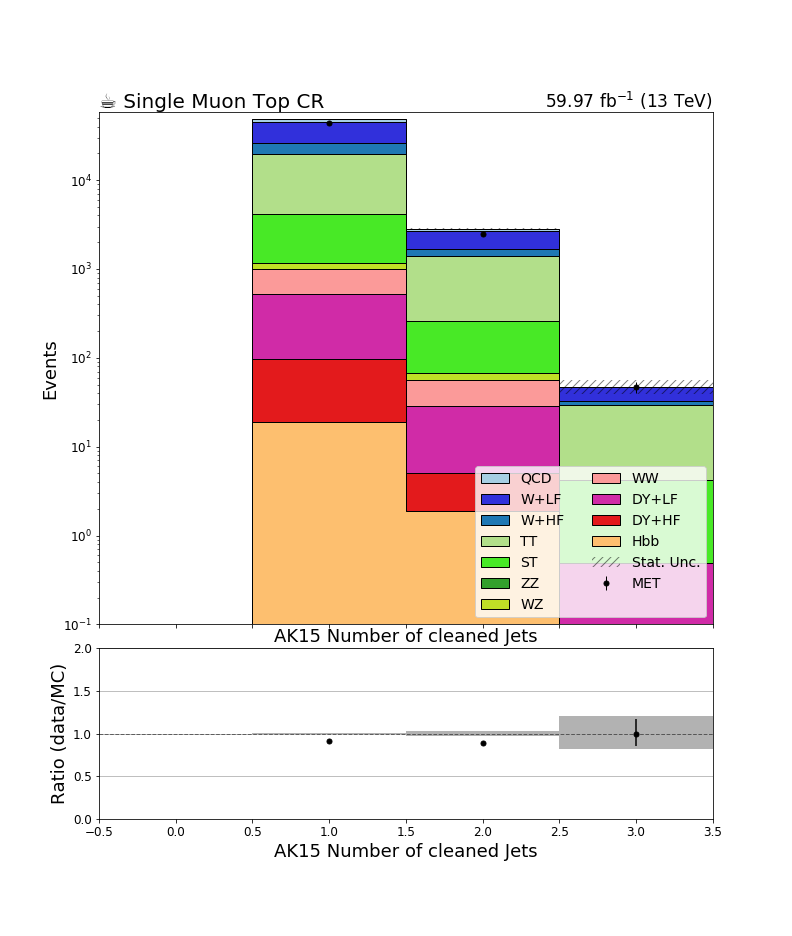 ☕ Single Muon Top CR 59.97 fb⁻¹ (13 TeV)
Events
10⁴
10³
10²
10¹
10⁰
10⁻¹
QCD WW
W+LF DY+LF
W+HF DY+HF
TT Hbb
ST Stat. Unc.
ZZ MET
WZ
AK15 Number of cleaned Jets
Ratio (data/MC)
2.0
1.5
1.0
0.5
0.0
−0.5 0.0 0.5 1.0 1.5 2.0 2.5 3.0 3.5
AK15 Number of cleaned Jets